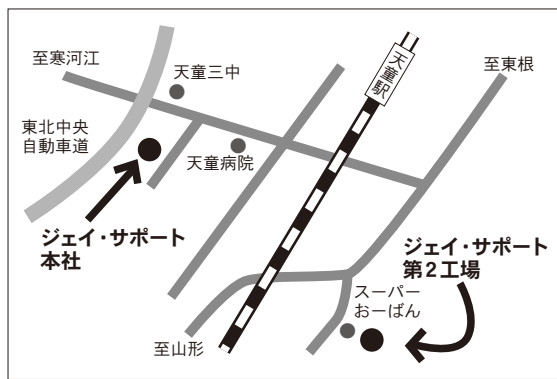 至寒河江
天童三中
天童駅
至東根
東北中央
自動車道
天童病院
ジェイ・サポート
本社
ジェイ・サポート
第2工場
スーパー
おーばん
至山形